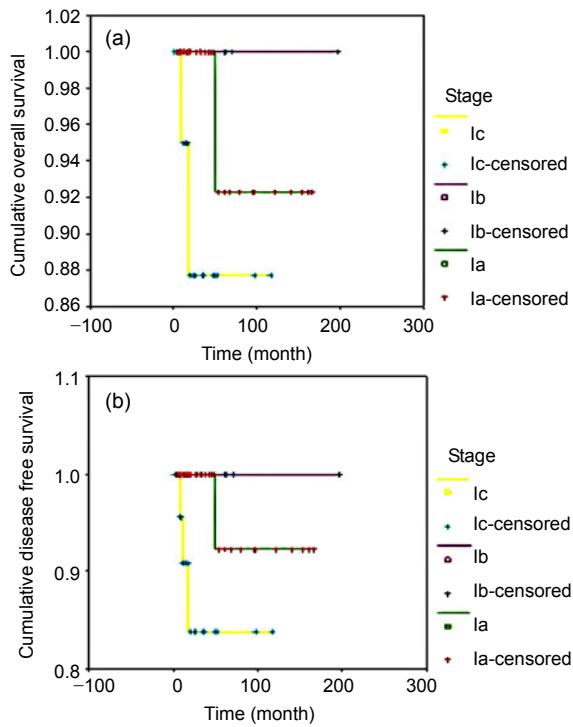 (a)
Cumulative overall survival
1.00
0.98
0.96
0.94
0.92
0.90
0.88
0.86
−100
0
100
200
300
Time (month)
Stage
Ic
Ic-censored
Ib
Ib-censored
Ia
Ia-censored
(b)
Cumulative disease free survival
1.1
1.0
0.9
0.8
−100
0
100
200
300
Time (month)
Stage
Ic
Ic-censored
Ib
Ib-censored
Ia
Ia-censored